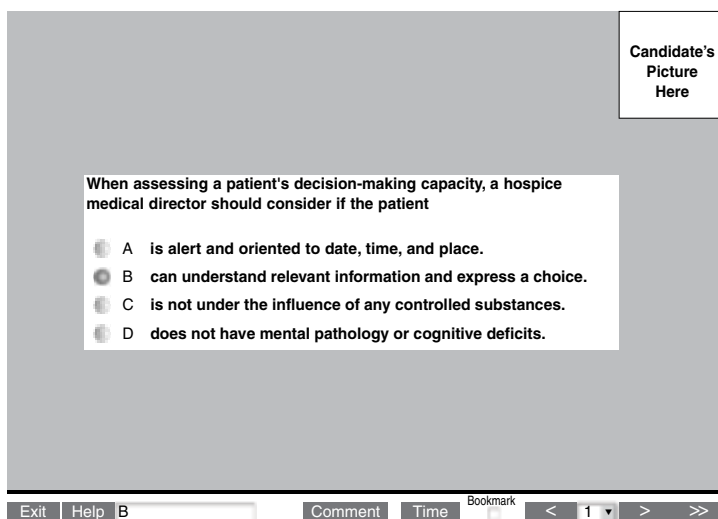 Candidate's
Picture
Here
When assessing a patient's decision-making capacity, a hospice
medical director should consider if the patient
A is alert and oriented to date, time, and place.
B can understand relevant information and express a choice.
C is not under the influence of any controlled substances.
D does not have mental pathology or cognitive deficits.
Exit Help B Comment Time Bookmark < 1 > >>